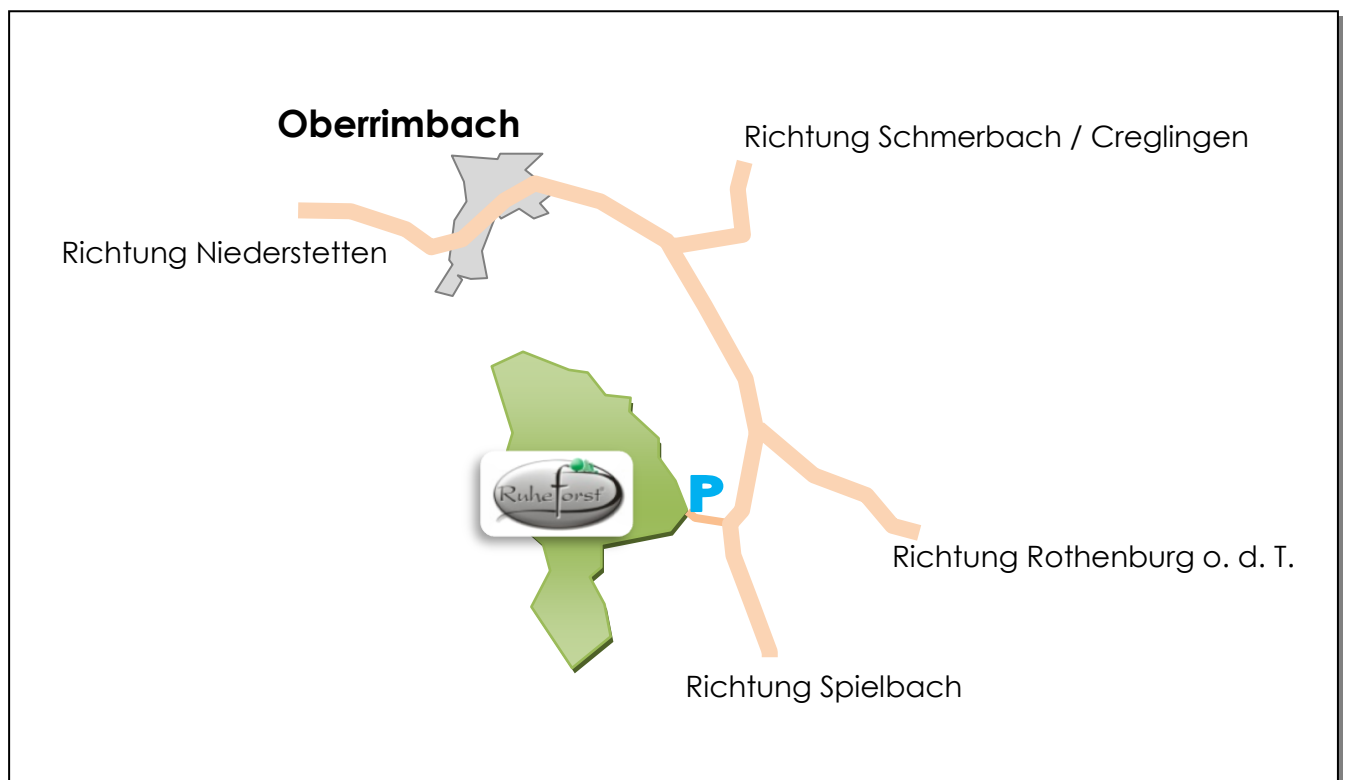 Oberrimbach
Richtung Schmerbach / Creglingen
Richtung Niederstetten
RuheForst
P
Richtung Rothenburg o. d. T.
Richtung Spielbach